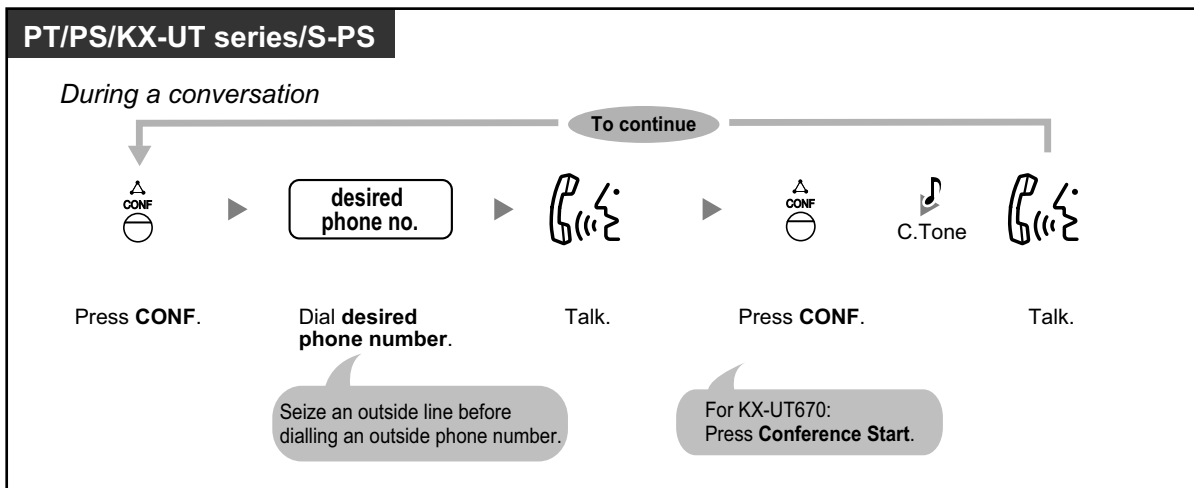 PT/PS/KX-UT series/S-PS
During a conversation
To continue
CONF
desired
phone no.
CONF
C.Tone
Press CONF.
Dial desired
phone number.
Talk.
Press CONF.
Talk.
Seize an outside line before
dialling an outside phone number.
For KX-UT670:
Press Conference Start.